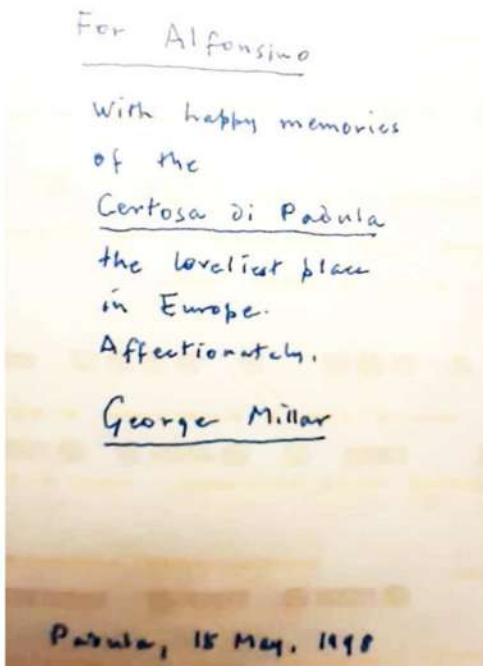 For Alfonsino
With happy memories
of the
Certosa di Padula
the loveliest place
in Europe.
Affectionately.
George Millar
Padula, 15 May. 1998